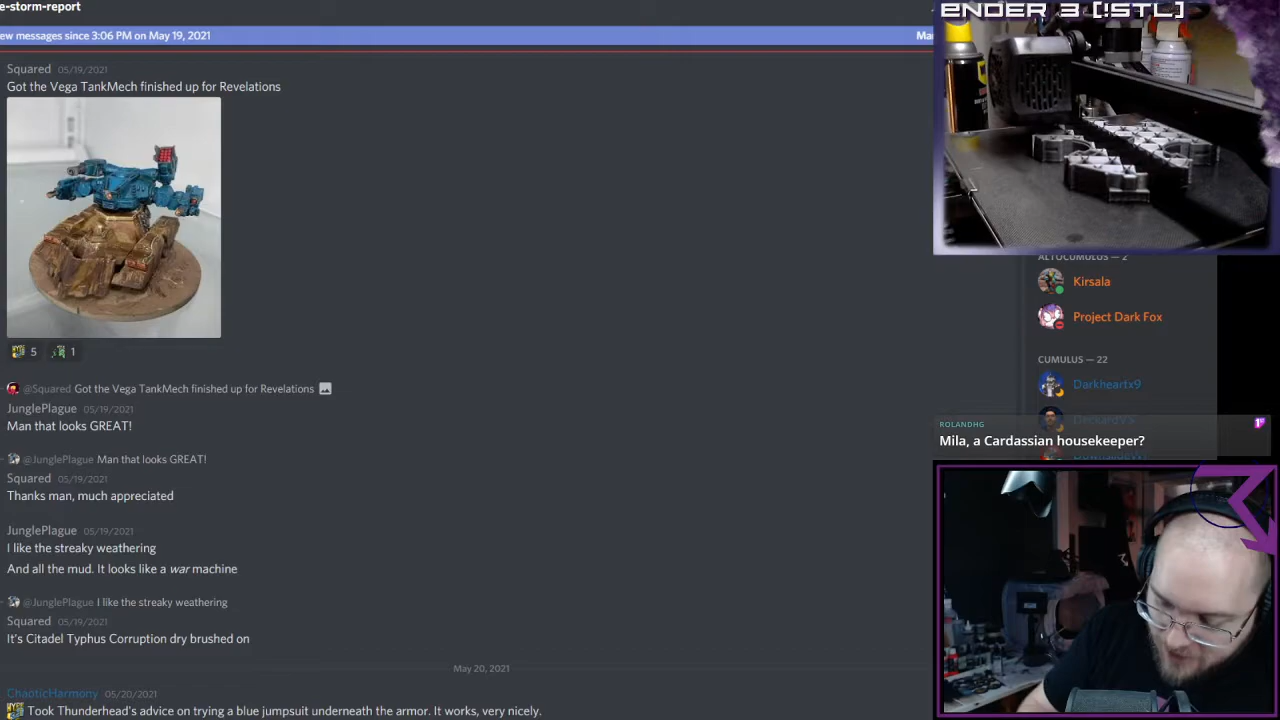 e-storm-report
ew messages since 3:06 PM on May 19, 2021
Mar
Squared 05/19/2021
Got the Vega TankMech finished up for Revelations
5 1
@Squared Got the Vega TankMech finished up for Revelations
JunglePlague 05/19/2021
Man that looks GREAT!
@JunglePlague Man that looks GREAT!
Squared 05/19/2021
Thanks man, much appreciated
JunglePlague 05/19/2021
I like the streaky weathering
And all the mud. It looks like a war machine
@JunglePlague I like the streaky weathering
Squared 05/19/2021
It's Citadel Typhus Corruption dry brushed on
May 20, 2021
ChaoticHarmony 05/20/2021
Took Thunderhead's advice on trying a blue jumpsuit underneath the armor. It works, very nicely.
ENDER 3 [!STL]
ALTOCUMULUS — 2
Kirsala
Project Dark Fox
CUMULUS — 22
Darkheartx9
ROLANDHG
Mila, a Cardassian housekeeper?